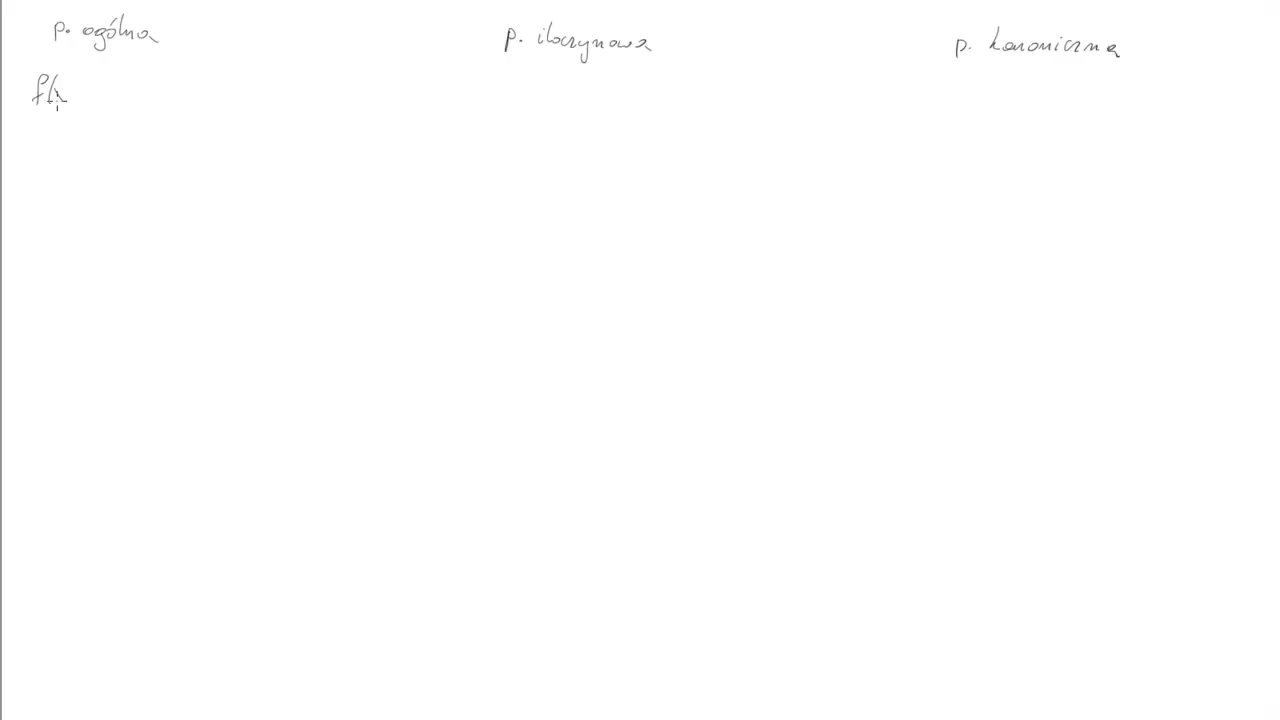 p. ogólna p. iloczynowa p. kanoniczna
f(